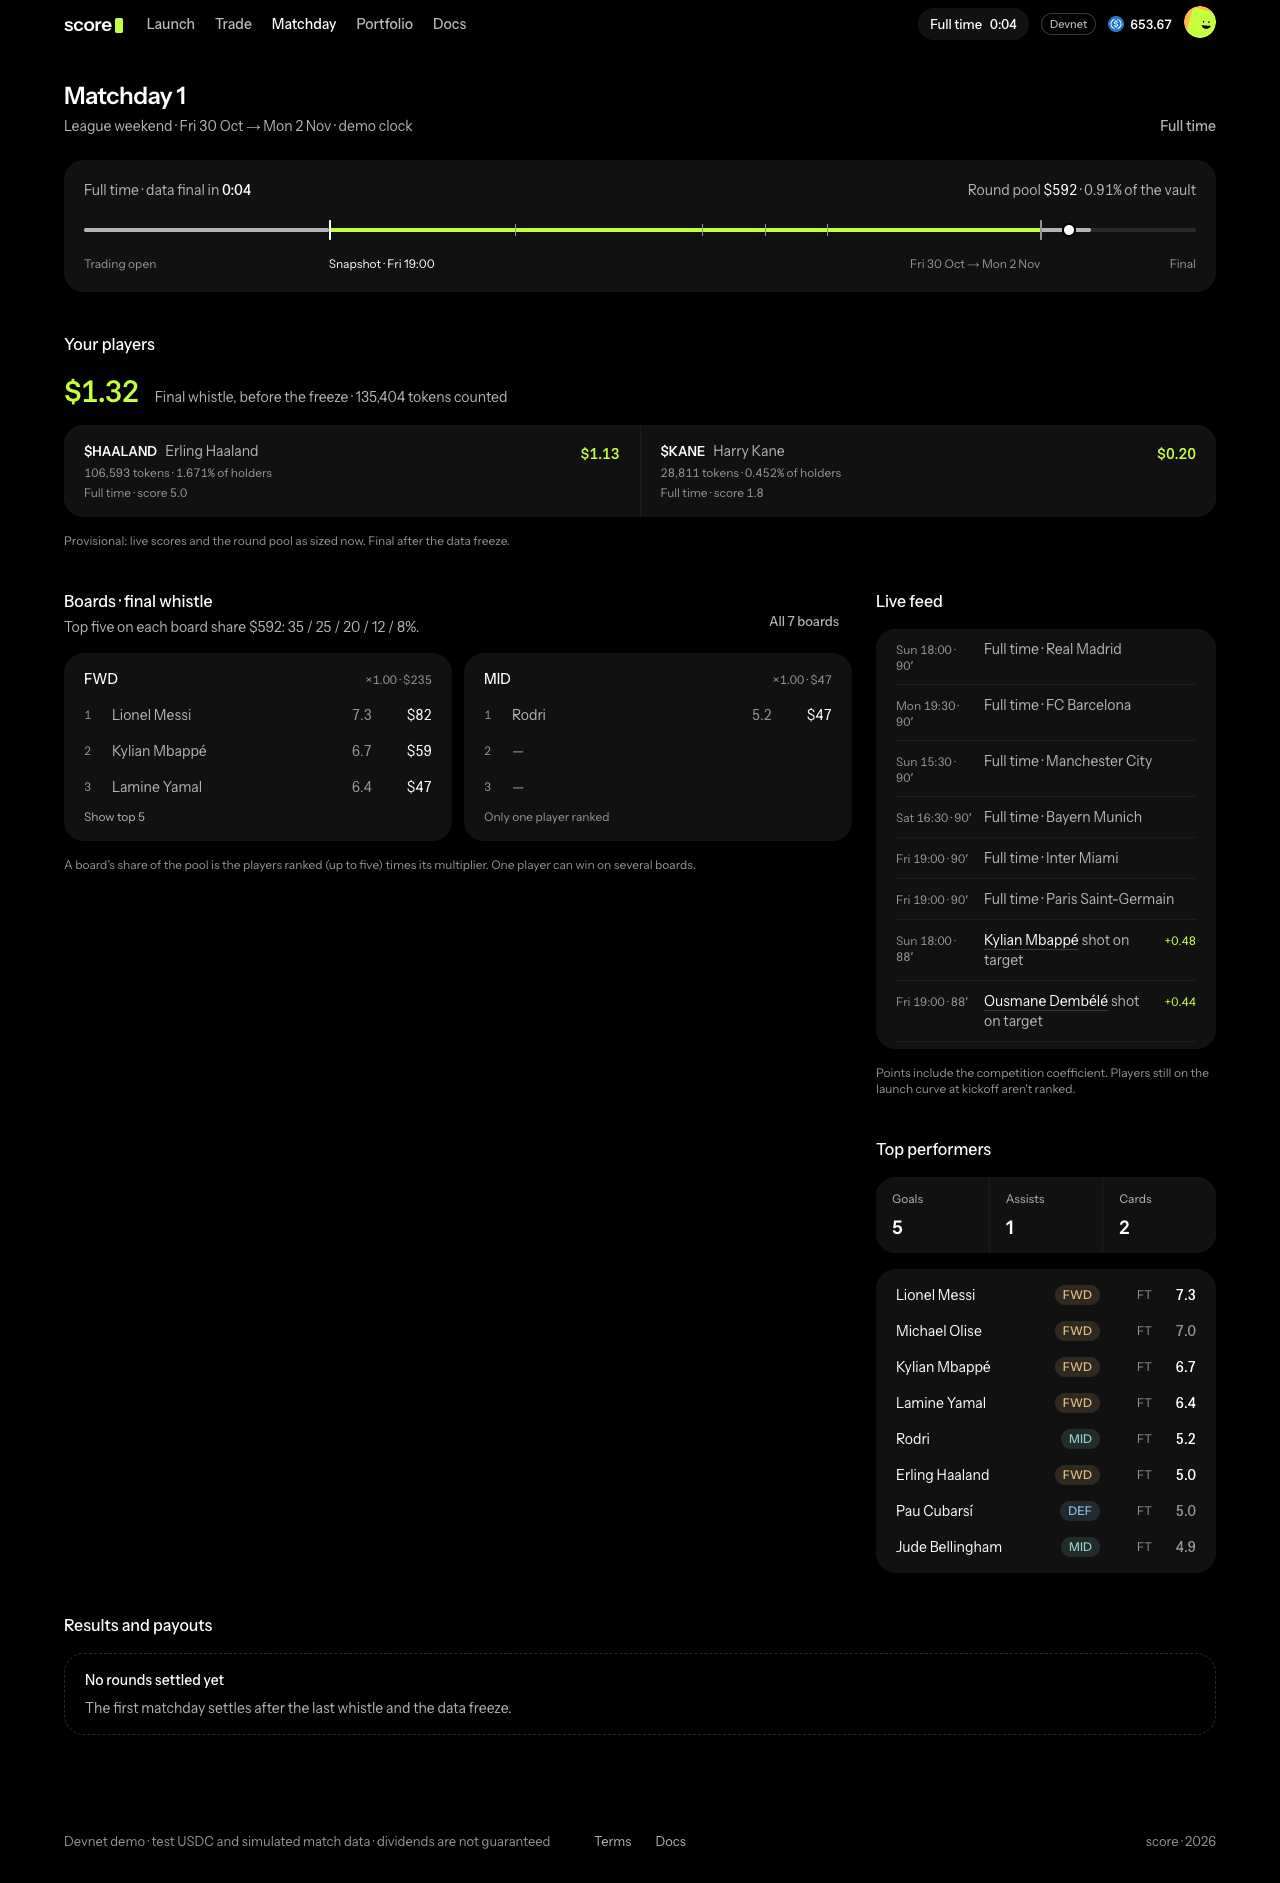 score Launch Trade Matchday Portfolio Docs Full time 0:04 Devnet 653.67
Matchday 1
League weekend · Fri 30 Oct → Mon 2 Nov · demo clock Full time
Full time · data final in 0:04 Round pool $592 · 0.91% of the vault
Trading open Snapshot · Fri 19:00 Fri 30 Oct → Mon 2 Nov Final
Your players
$1.32 Final whistle, before the freeze · 135,404 tokens counted
$HAALAND Erling Haaland $1.13
106,593 tokens · 1.671% of holders
Full time · score 5.0
$KANE Harry Kane $0.20
28,811 tokens · 0.452% of holders
Full time · score 1.8
Provisional: live scores and the round pool as sized now. Final after the data freeze.
Boards · final whistle
Top five on each board share $592: 35 / 25 / 20 / 12 / 8%. All 7 boards
FWD ×1.00 · $235
1 Lionel Messi 7.3 $82
2 Kylian Mbappé 6.7 $59
3 Lamine Yamal 6.4 $47
Show top 5
MID ×1.00 · $47
1 Rodri 5.2 $47
2 —
3 —
Only one player ranked
A board's share of the pool is the players ranked (up to five) times its multiplier. One player can win on several boards.
Live feed
Sun 18:00 · Full time · Real Madrid
90′
Mon 19:30 · Full time · FC Barcelona
90′
Sun 15:30 · Full time · Manchester City
90′
Sat 16:30 · 90′ Full time · Bayern Munich
Fri 19:00 · 90′ Full time · Inter Miami
Fri 19:00 · 90′ Full time · Paris Saint-Germain
Sun 18:00 · Kylian Mbappé shot on +0.48
88′ target
Fri 19:00 · 88′ Ousmane Dembélé shot +0.44
on target
Points include the competition coefficient. Players still on the
launch curve at kickoff aren't ranked.
Top performers
Goals Assists Cards
5 1 2
Lionel Messi FWD FT 7.3
Michael Olise FWD FT 7.0
Kylian Mbappé FWD FT 6.7
Lamine Yamal FWD FT 6.4
Rodri MID FT 5.2
Erling Haaland FWD FT 5.0
Pau Cubarsí DEF FT 5.0
Jude Bellingham MID FT 4.9
Results and payouts
No rounds settled yet
The first matchday settles after the last whistle and the data freeze.
Devnet demo · test USDC and simulated match data · dividends are not guaranteed Terms Docs score · 2026